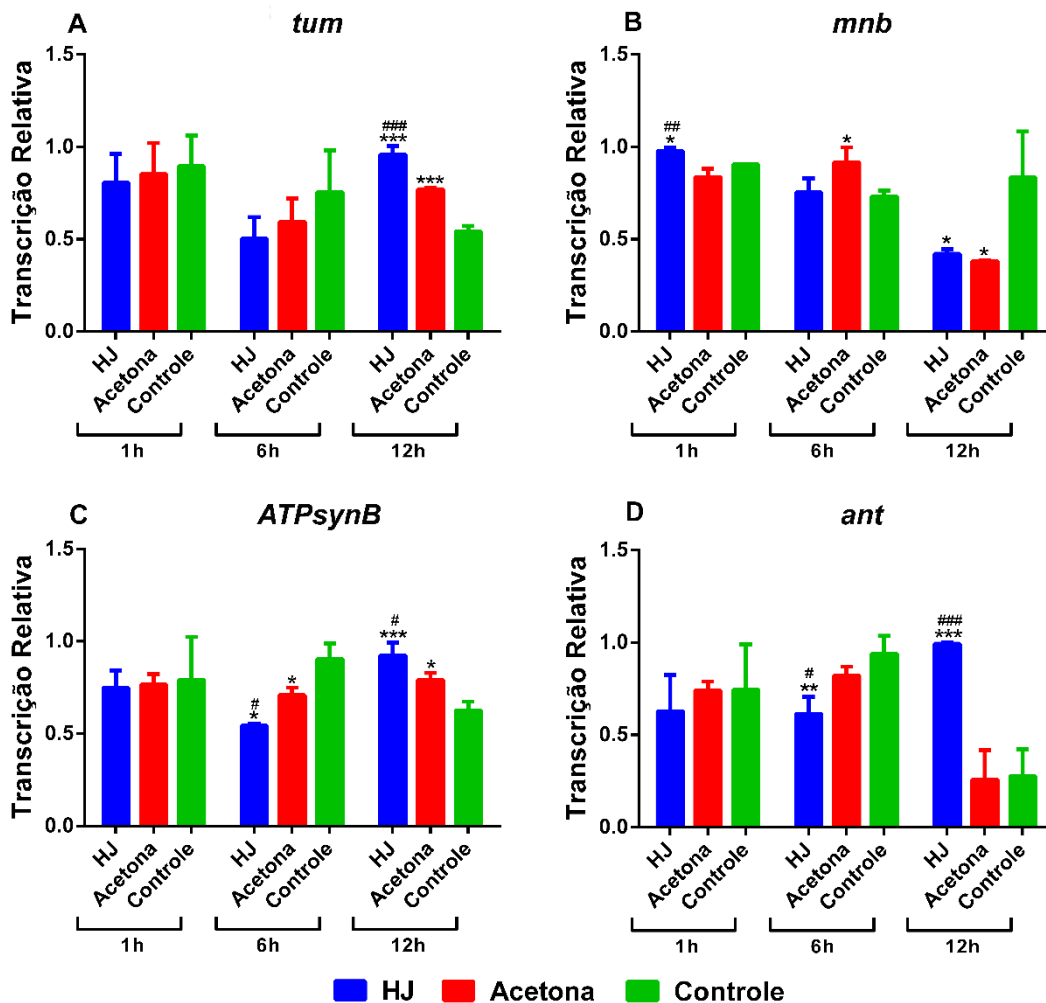 A
tum
Transcrição Relativa
1.5
1.0
0.5
0.0
###
***
***
HJ
Acetona
Controle
HJ
Acetona
Controle
HJ
Acetona
Controle
1h
6h
12h
B
mnb
Transcrição Relativa
1.5
1.0
0.5
0.0
##
*
*
*
*
HJ
Acetona
Controle
HJ
Acetona
Controle
HJ
Acetona
Controle
1h
6h
12h
C
ATPsynB
Transcrição Relativa
1.5
1.0
0.5
0.0
#
*
*
#
***
*
HJ
Acetona
Controle
HJ
Acetona
Controle
HJ
Acetona
Controle
1h
6h
12h
D
ant
Transcrição Relativa
1.5
1.0
0.5
0.0
#
**
###
***
HJ
Acetona
Controle
HJ
Acetona
Controle
HJ
Acetona
Controle
1h
6h
12h
HJ Acetona Controle